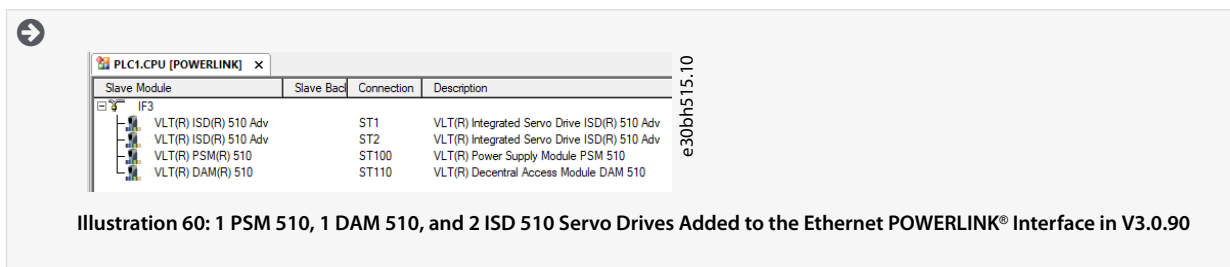 PLC1.CPU [POWERLINK] X
Slave Module Slave Bacl Connection Description
IF3
VLT(R) ISD(R) 510 Adv ST1 VLT(R) Integrated Servo Drive ISD(R) 510 Adv
VLT(R) ISD(R) 510 Adv ST2 VLT(R) Integrated Servo Drive ISD(R) 510 Adv
VLT(R) PSM(R) 510 ST100 VLT(R) Power Supply Module PSM 510
VLT(R) DAM(R) 510 ST110 VLT(R) Decentral Access Module DAM 510
e30bh515.10
Illustration 60: 1 PSM 510, 1 DAM 510, and 2 ISD 510 Servo Drives Added to the Ethernet POWERLINK® Interface in V3.0.90